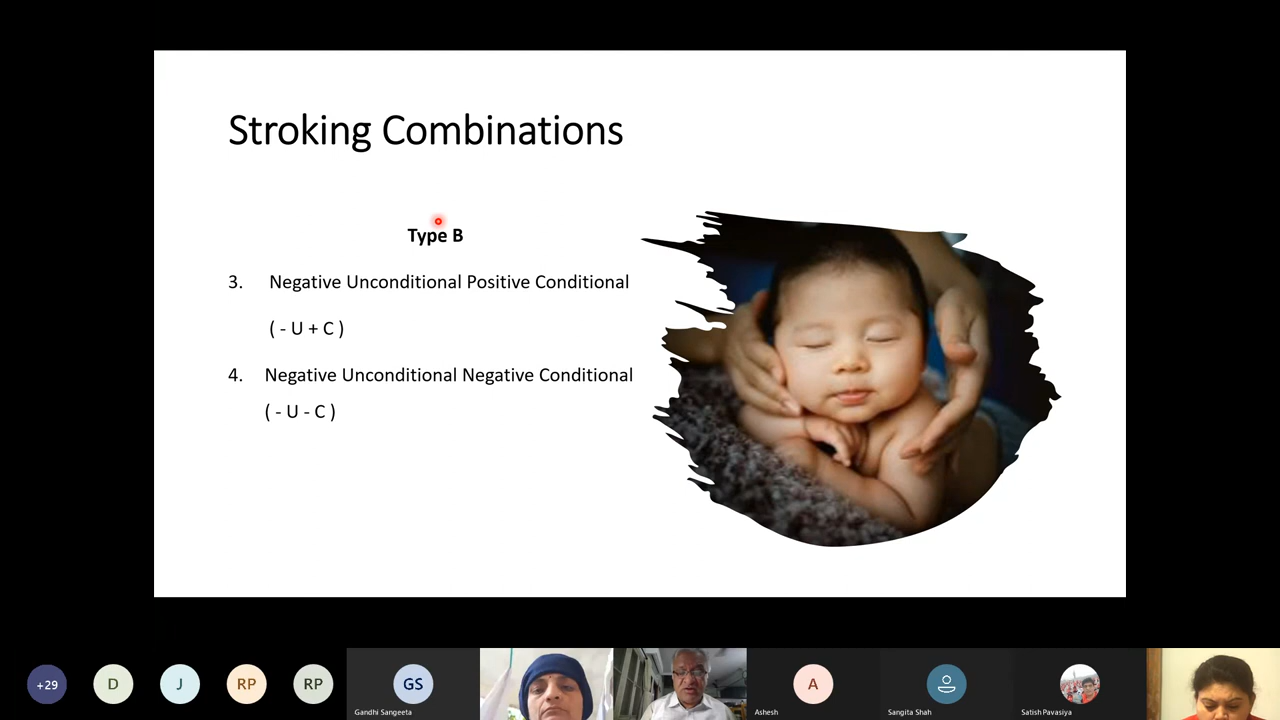 Stroking Combinations
Type B
3. Negative Unconditional Positive Conditional
( - U + C )
4. Negative Unconditional Negative Conditional
( - U - C )
+29
D
J
RP
RP
GS
A
Gandhi Sangeeta
Ashesh
Sangita Shah
Satish Pavasiya